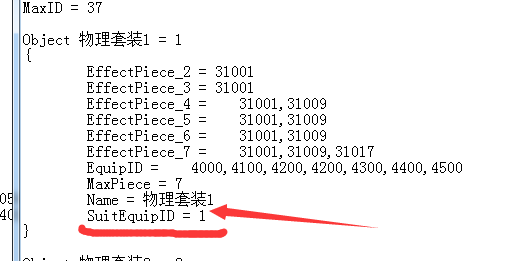 MaxID = 37
Object 物理套装1 = 1
{
EffectPiece_2 = 31001
EffectPiece_3 = 31001
EffectPiece_4 = 31001,31009
EffectPiece_5 = 31001,31009
EffectPiece_6 = 31001,31009
EffectPiece_7 = 31001,31009,31017
EquipID = 4000,4100,4200,4200,4300,4400,4500
MaxPiece = 7
05 Name = 物理套装1
40 SuitEquipID = 1
}